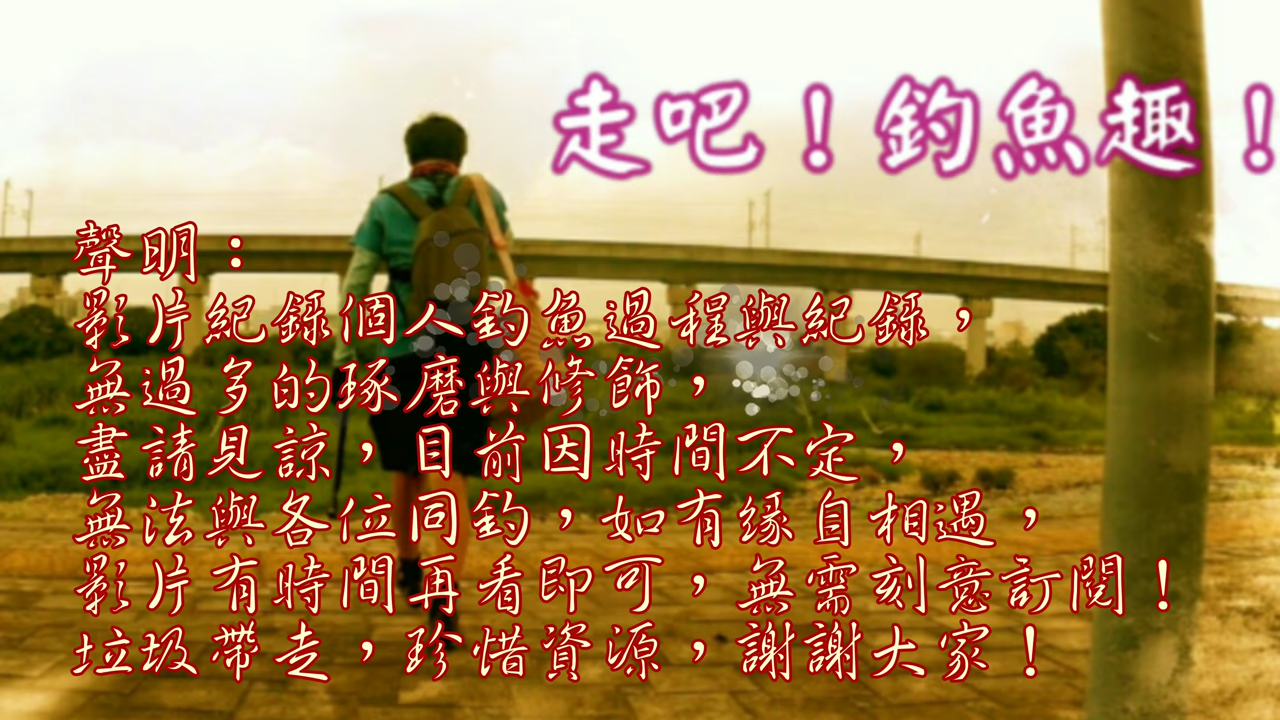 走吧！釣魚趣！
聲明：
影片紀錄個人釣魚過程與紀錄，
無過多的琢磨與修飾，
盡請見諒，目前因時間不定，
無法與各位同釣，如有緣自相遇，
影片有時間再看即可，無需刻意訂閱！
垃圾帶走，珍惜資源，謝謝大家！